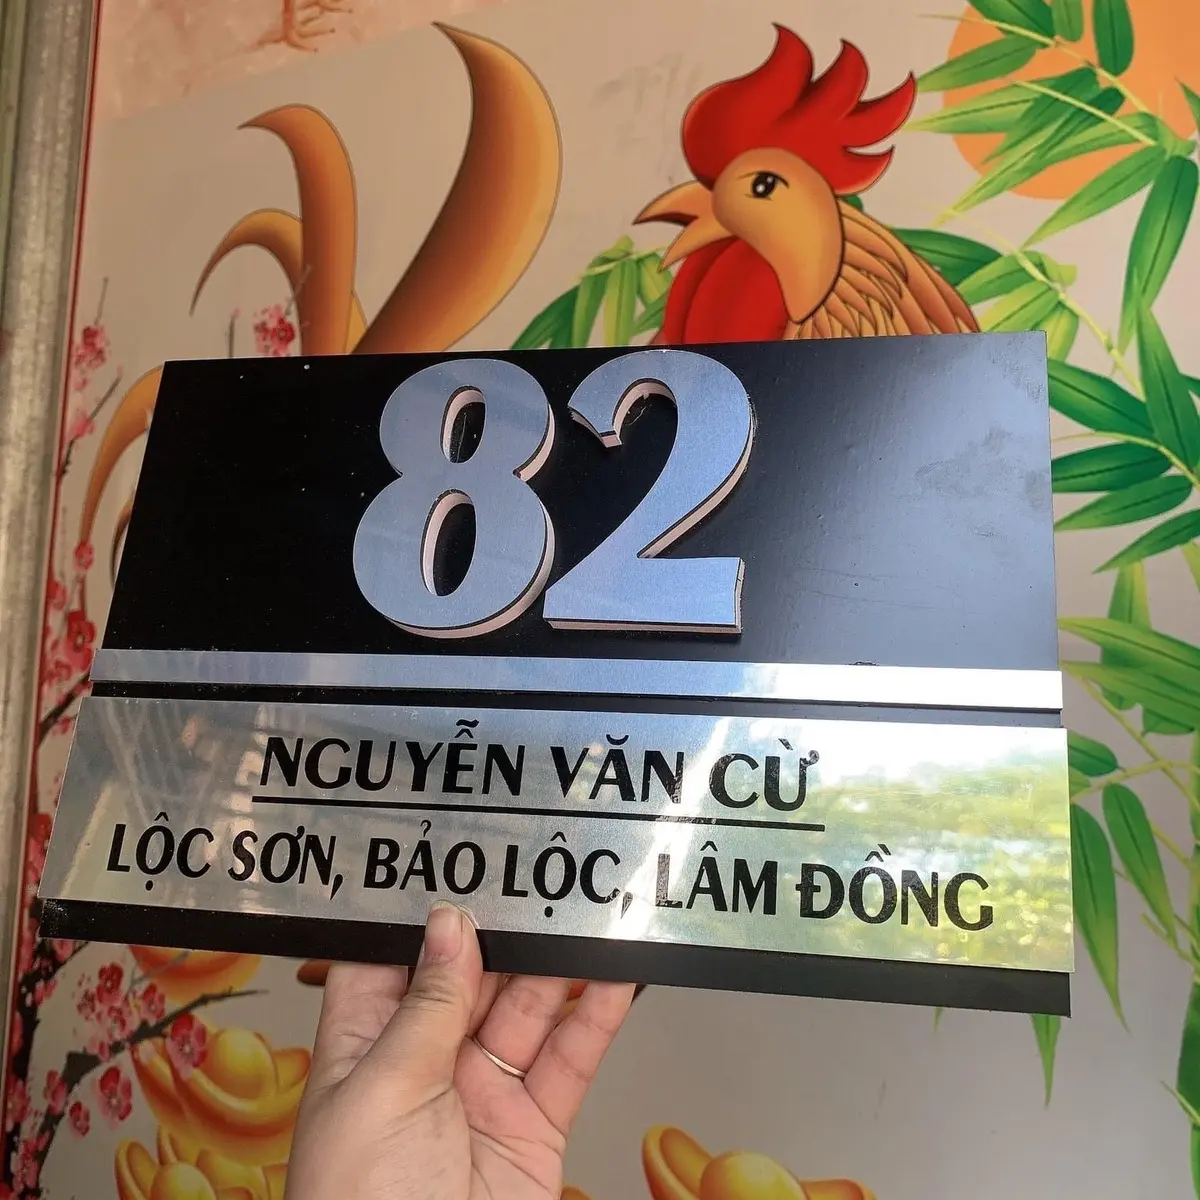 82
NGUYỄN VĂN CỪ
LỘC SƠN, BẢO LỘC, LÂM ĐỒNG